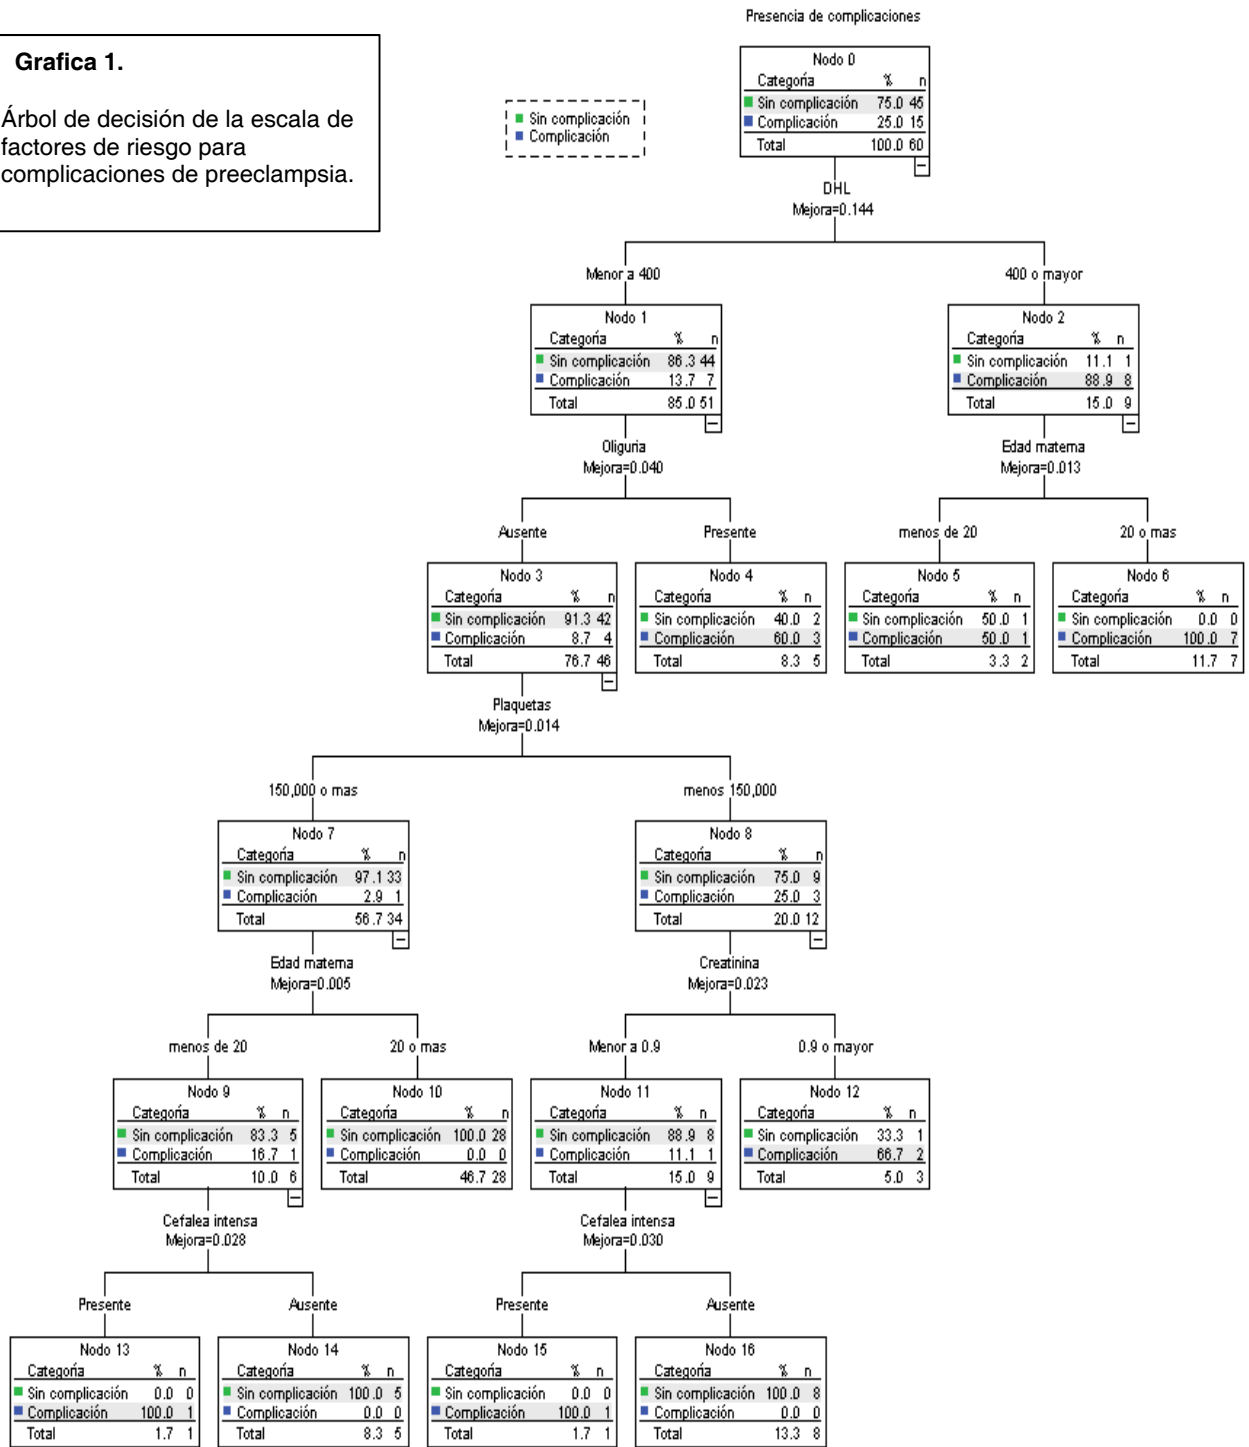 Presencia de complicaciones
Grafica 1.
Árbol de decisión de la escala de
factores de riesgo para
complicaciones de preeclampsia.
Sin complicación
Complicación
Nodo 0
Categoría % n
Sin complicación 75.0 45
Complicación 25.0 15
Total 100.0 60
DHL
Mejora=0.144
Menor a 400
400 o mayor
Nodo 1
Categoría % n
Sin complicación 86.3 44
Complicación 13.7 7
Total 85.0 51
Nodo 2
Categoría % n
Sin complicación 11.1 1
Complicación 88.9 8
Total 15.0 9
Oliguria
Mejora=0.040
Edad materna
Mejora=0.013
Ausente
Presente
menos de 20
20 o mas
Nodo 3
Categoría % n
Sin complicación 91.3 42
Complicación 8.7 4
Total 76.7 46
Nodo 4
Categoría % n
Sin complicación 40.0 2
Complicación 60.0 3
Total 8.3 5
Nodo 5
Categoría % n
Sin complicación 50.0 1
Complicación 50.0 1
Total 3.3 2
Nodo 6
Categoría % n
Sin complicación 0.0 0
Complicación 100.0 7
Total 11.7 7
Plaquetas
Mejora=0.014
150,000 o mas
menos 150,000
Nodo 7
Categoría % n
Sin complicación 97.1 33
Complicación 2.9 1
Total 56.7 34
Nodo 8
Categoría % n
Sin complicación 75.0 9
Complicación 25.0 3
Total 20.0 12
Edad materna
Mejora=0.005
Creatinina
Mejora=0.023
menos de 20
20 o mas
Menor a 0.9
0.9 o mayor
Nodo 9
Categoría % n
Sin complicación 83.3 5
Complicación 16.7 1
Total 10.0 6
Nodo 10
Categoría % n
Sin complicación 100.0 28
Complicación 0.0 0
Total 46.7 28
Nodo 11
Categoría % n
Sin complicación 88.9 8
Complicación 11.1 1
Total 15.0 9
Nodo 12
Categoría % n
Sin complicación 33.3 1
Complicación 66.7 2
Total 5.0 3
Cefalea intensa
Mejora=0.028
Cefalea intensa
Mejora=0.030
Presente
Ausente
Presente
Ausente
Nodo 13
Categoría % n
Sin complicación 0.0 0
Complicación 100.0 1
Total 1.7 1
Nodo 14
Categoría % n
Sin complicación 100.0 5
Complicación 0.0 0
Total 8.3 5
Nodo 15
Categoría % n
Sin complicación 0.0 0
Complicación 100.0 1
Total 1.7 1
Nodo 16
Categoría % n
Sin complicación 100.0 8
Complicación 0.0 0
Total 13.3 8